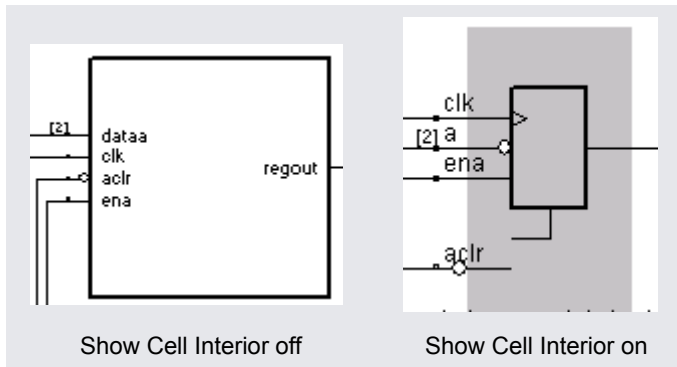 [2]
dataa
clk
aclr
ena
regout
clk
[2] a
ena
aclr
Show Cell Interior off
Show Cell Interior on